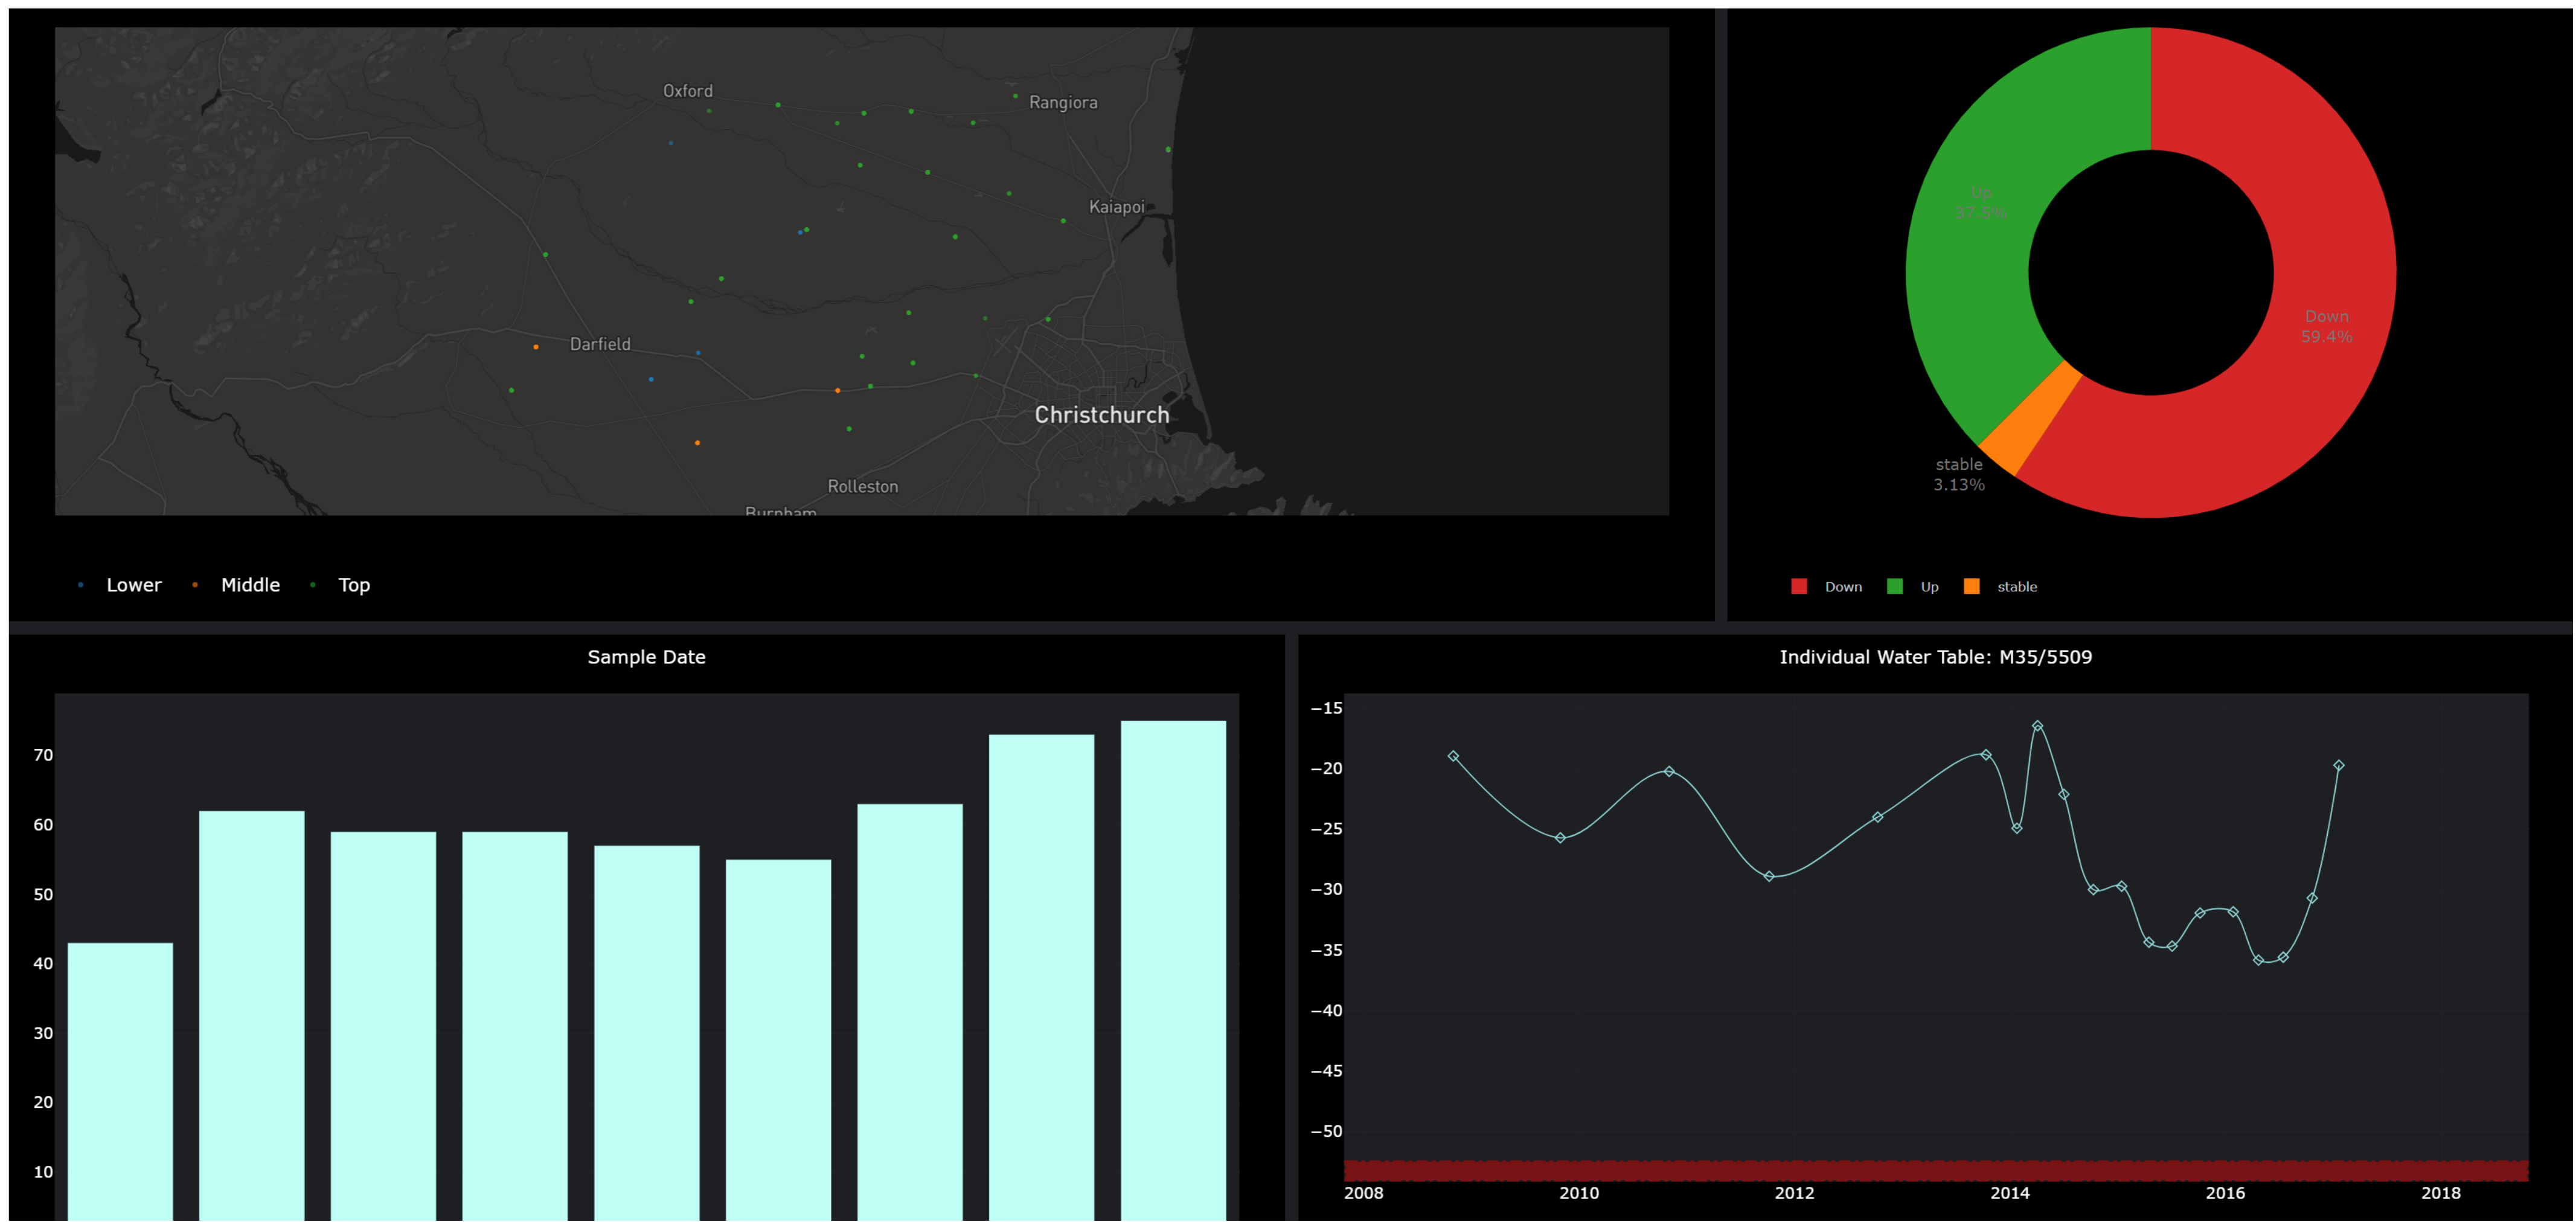 Oxford
Rangiora
Kaiapoi
Darfield
Christchurch
Rolleston
Burnham
Lower Middle Top
Up
37.5%
Down
59.4%
stable
3.13%
Down Up stable
Sample Date
70
60
50
40
30
20
10
Individual Water Table: M35/5509
−15
−20
−25
−30
−35
−40
−45
−50
2008 2010 2012 2014 2016 2018